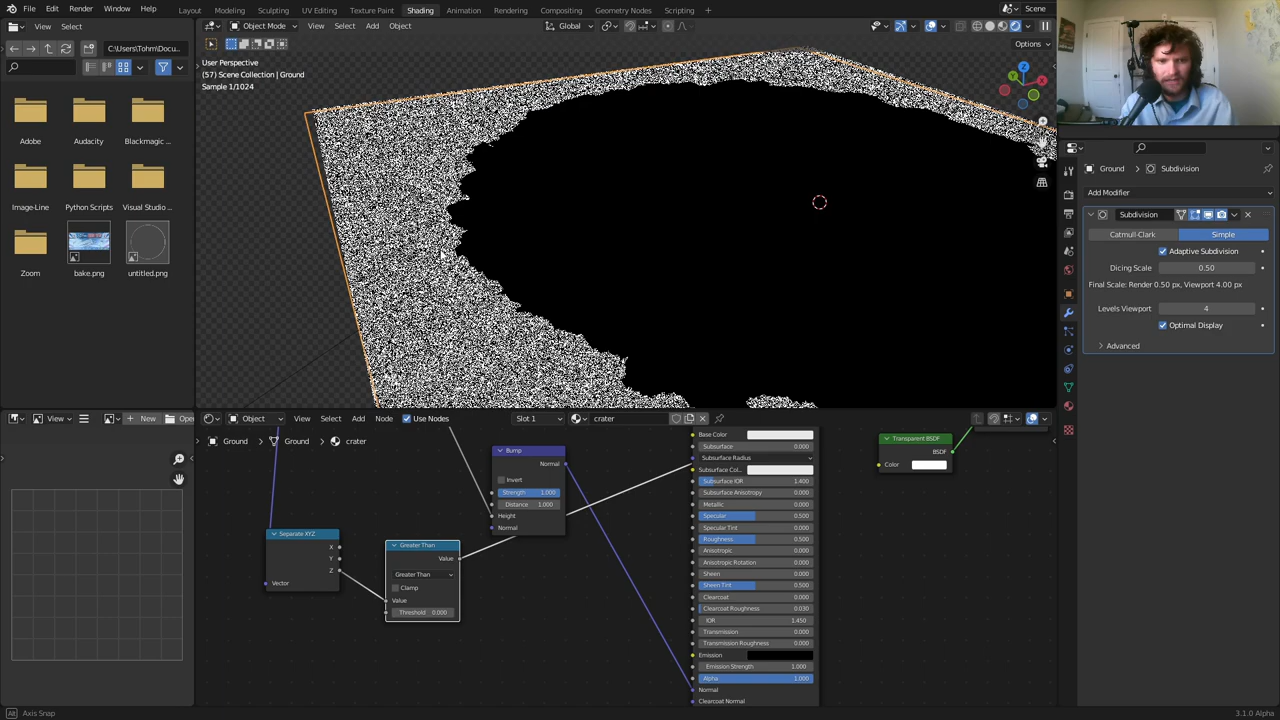 File Edit Render Window Help Layout Modeling Sculpting UV Editing Texture Paint Shading Animation Rendering Compositing Geometry Nodes Scripting Scene
View Select Object Mode View Select Add Object Global
C:\Users\Tohm\Docu... Options
User Perspective
(57) Scene Collection | Ground
Sample 1/1024
X
Y
Z
Adobe Audacity Blackmagic ...
Image-Line Python Scripts Visual Studio ...
Zoom bake.png untitled.png
Ground Subdivision
Add Modifier
Subdivision
Catmull-Clark Simple
Adaptive Subdivision
Dicing Scale 0.50
Final Scale: Render 0.50 px, Viewport 4.00 px
Levels Viewport 4
Optimal Display
Advanced
View New Open
Object View Select Add Node Use Nodes Slot 1 crater
Ground Ground crater
Separate XYZ
X
Y
Z
Vector
Greater Than
Value
Greater Than
Clamp
Value
Threshold 0.000
Bump
Normal
Invert
Strength 1.000
Distance 1.000
Height
Normal
Base Color
Subsurface 0.000
Subsurface Radius
Subsurface Col...
Subsurface IOR 1.400
Subsurface Anisotropy 0.000
Metallic 0.000
Specular 0.500
Specular Tint 0.000
Roughness 0.500
Anisotropic 0.000
Anisotropic Rotation 0.000
Sheen 0.000
Sheen Tint 0.500
Clearcoat 0.000
Clearcoat Roughness 0.030
IOR 1.450
Transmission 0.000
Transmission Roughness 0.000
Emission
Emission Strength 1.000
Alpha 1.000
Normal
Clearcoat Normal
Transparent BSDF
BSDF
Color
Axis Snap 3.1.0 Alpha